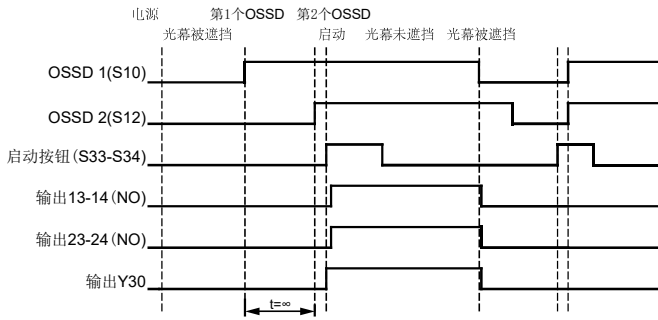 电源 第1个OSSD 第2个OSSD
光幕被遮挡 启动 光幕未遮挡 光幕被遮挡
OSSD 1(S10)
OSSD 2(S12)
启动按钮(S33-S34)
输出13-14(NO)
输出23-24(NO)
输出Y30
t=∞